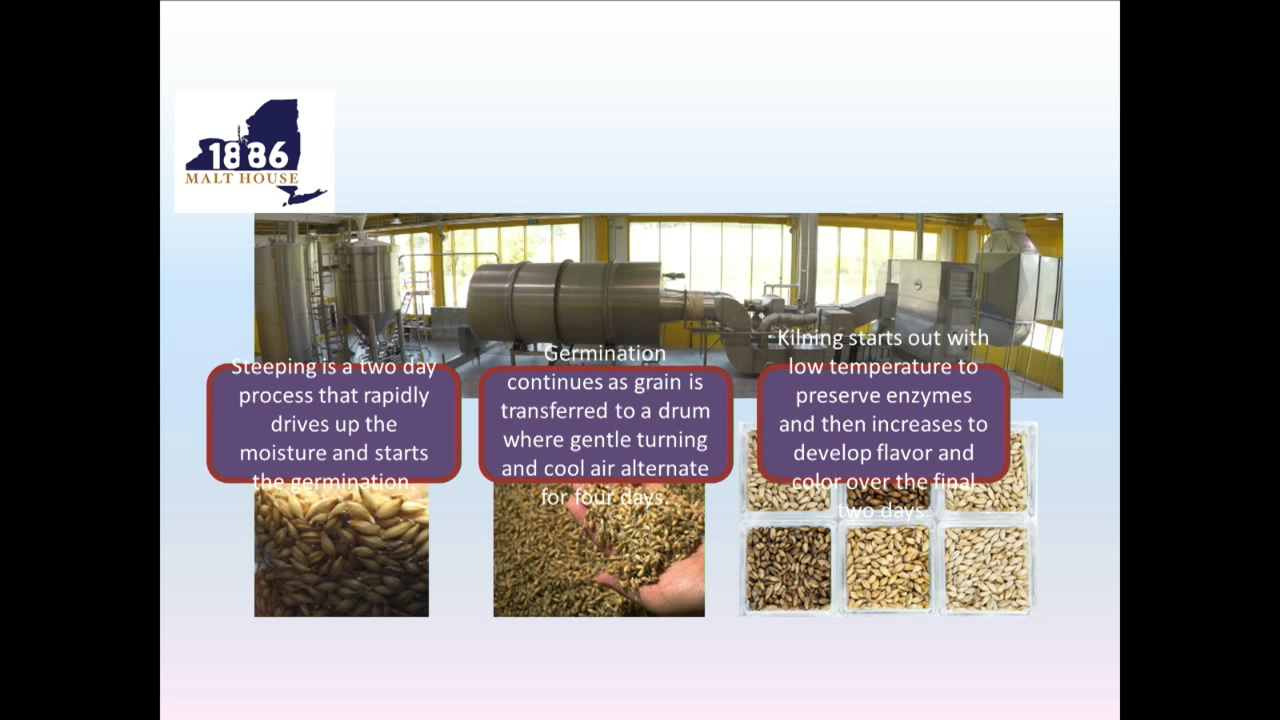 1886
MALT HOUSE
Steeping is a two day
process that rapidly
drives up the
moisture and starts
the germination.
Germination
continues as grain is
transferred to a drum
where gentle turning
and cool air alternate
for four days.
Kilning starts out with
low temperature to
preserve enzymes
and then increases to
develop flavor and
color over the final
two days.